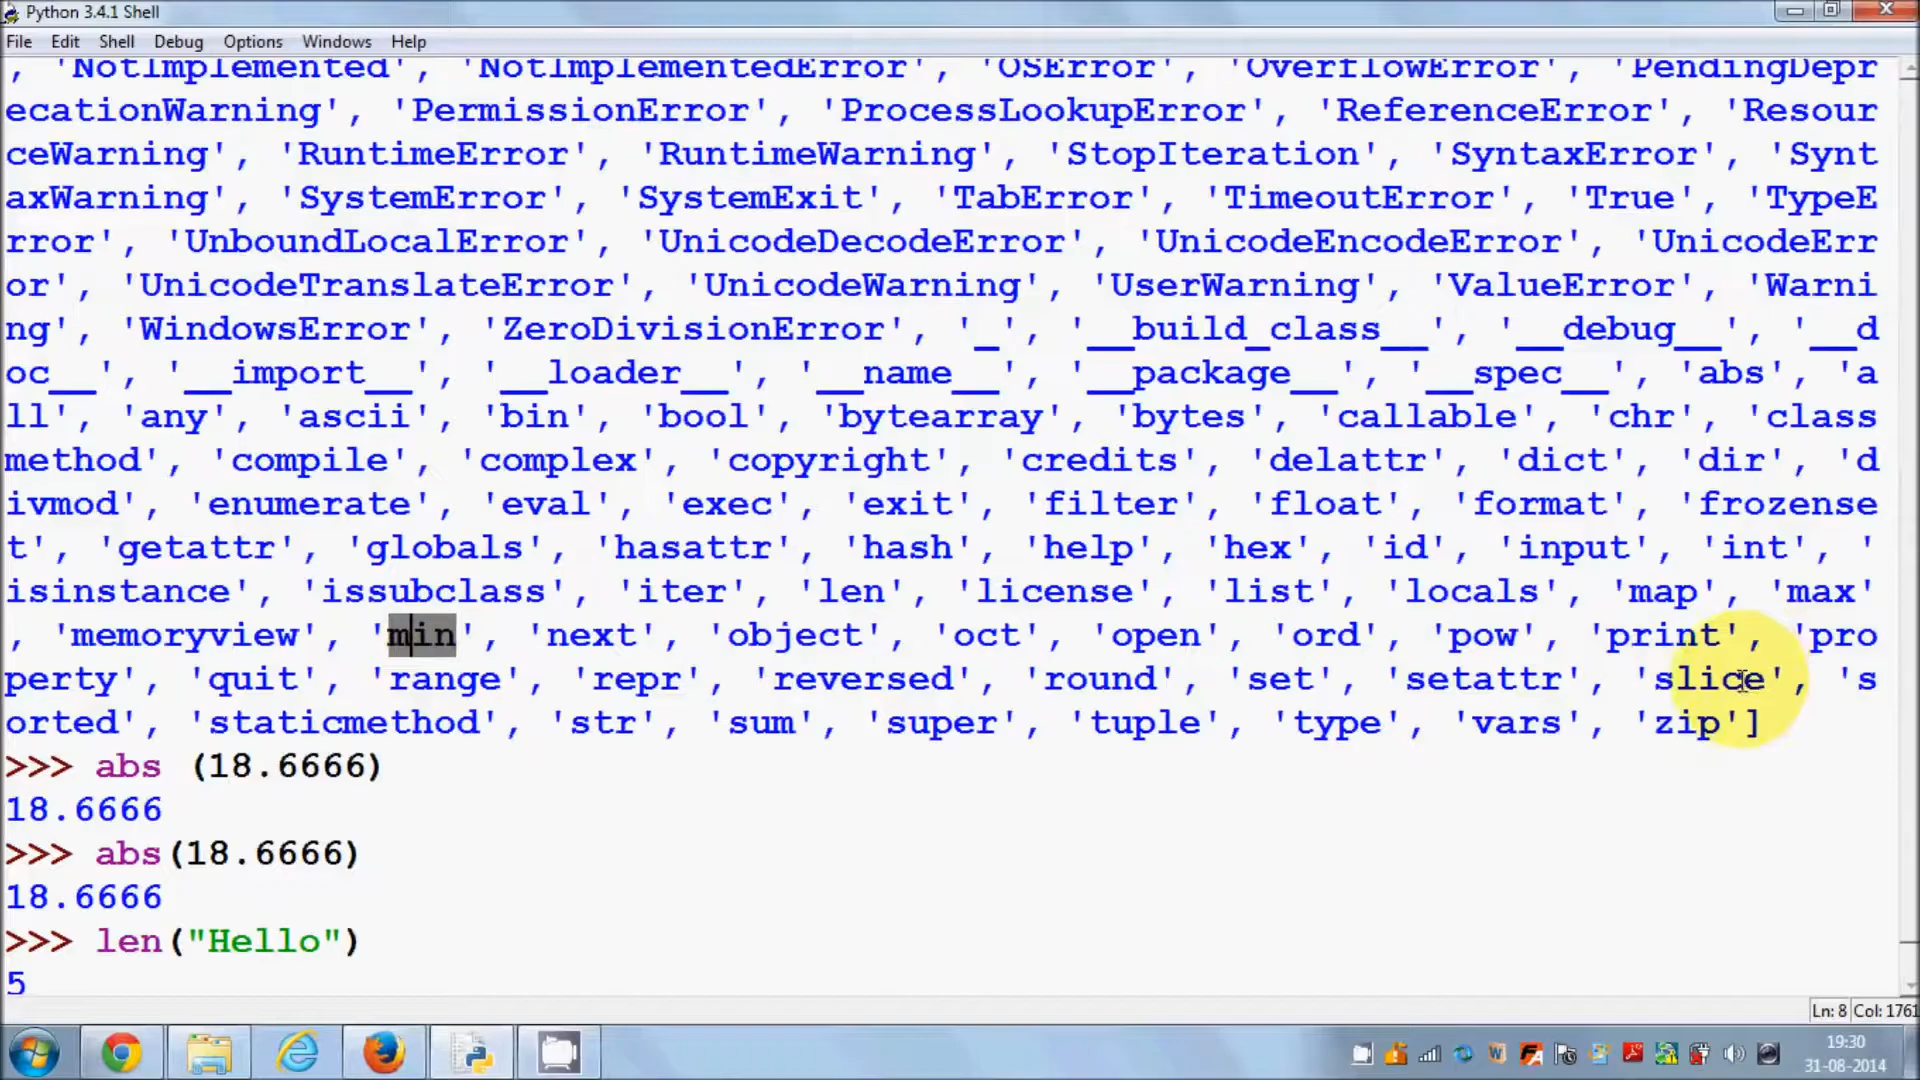 Python 3.4.1 Shell
File Edit Shell Debug Options Windows Help
, 'NotImplemented', 'NotImplementedError', 'OSError', 'OverflowError', 'PendingDepr
ecationWarning', 'PermissionError', 'ProcessLookupError', 'ReferenceError', 'Resour
ceWarning', 'RuntimeError', 'RuntimeWarning', 'StopIteration', 'SyntaxError', 'Synt
axWarning', 'SystemError', 'SystemExit', 'TabError', 'TimeoutError', 'True', 'TypeE
rror', 'UnboundLocalError', 'UnicodeDecodeError', 'UnicodeEncodeError', 'UnicodeErr
or', 'UnicodeTranslateError', 'UnicodeWarning', 'UserWarning', 'ValueError', 'Warni
ng', 'WindowsError', 'ZeroDivisionError', '_', '__build_class__', '__debug__', '__d
oc__', '__import__', '__loader__', '__name__', '__package__', '__spec__', 'abs', 'a
ll', 'any', 'ascii', 'bin', 'bool', 'bytearray', 'bytes', 'callable', 'chr', 'class
method', 'compile', 'complex', 'copyright', 'credits', 'delattr', 'dict', 'dir', 'd
ivmod', 'enumerate', 'eval', 'exec', 'exit', 'filter', 'float', 'format', 'frozense
t', 'getattr', 'globals', 'hasattr', 'hash', 'help', 'hex', 'id', 'input', 'int', '
isinstance', 'issubclass', 'iter', 'len', 'license', 'list', 'locals', 'map', 'max'
, 'memoryview', 'min', 'next', 'object', 'oct', 'open', 'ord', 'pow', 'print', 'pro
perty', 'quit', 'range', 'repr', 'reversed', 'round', 'set', 'setattr', 'slice', 's
orted', 'staticmethod', 'str', 'sum', 'super', 'tuple', 'type', 'vars', 'zip']
>>> abs (18.6666)
18.6666
>>> abs(18.6666)
18.6666
>>> len("Hello")
5
Ln: 8 Col: 1761
19:30
31-08-2014